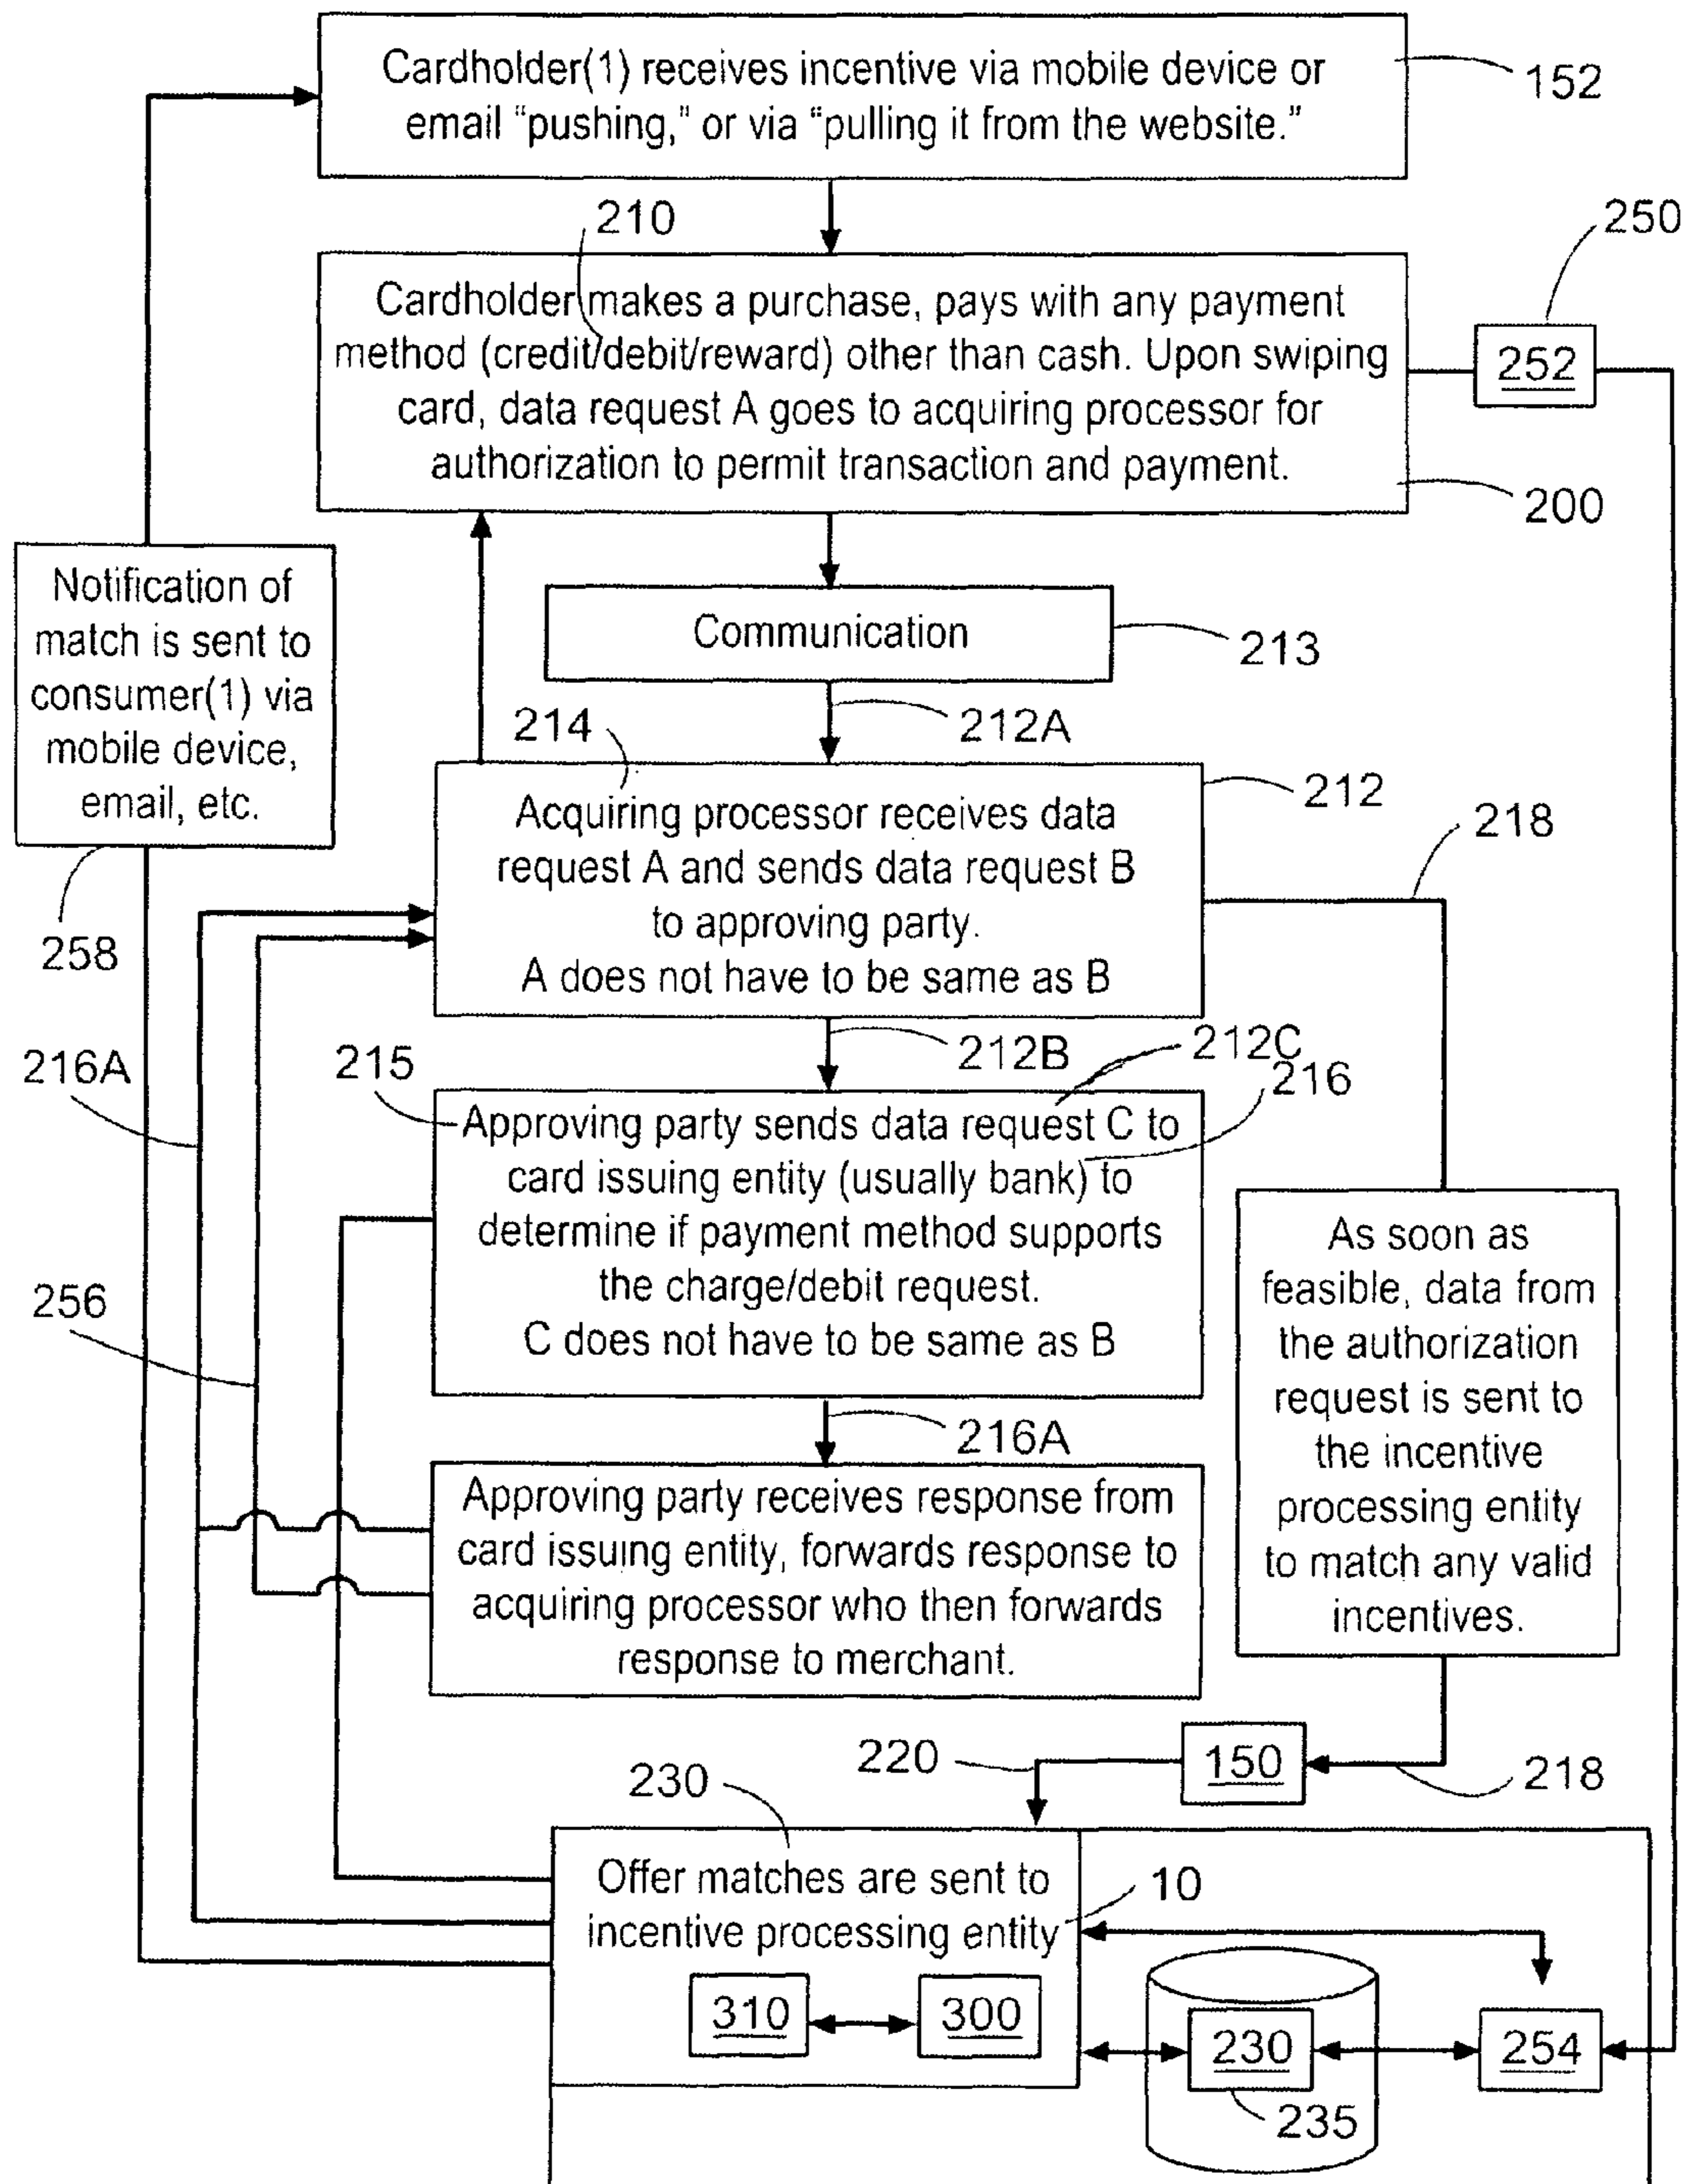 Cardholder(1) receives incentive via mobile device or
email “pushing,” or via “pulling it from the website.”
152
210
250
Cardholder makes a purchase, pays with any payment
method (credit/debit/reward) other than cash. Upon swiping
card, data request A goes to acquiring processor for
authorization to permit transaction and payment.
252
200
Notification of
match is sent to
consumer(1) via
mobile device,
email, etc.
258
Communication
213
212A
214
212
Acquiring processor receives data
request A and sends data request B
to approving party.
A does not have to be same as B
218
212B
212C
216
216A
215
Approving party sends data request C to
card issuing entity (usually bank) to
determine if payment method supports
the charge/debit request.
C does not have to be same as B
256
As soon as
feasible, data from
the authorization
request is sent to
the incentive
processing entity
to match any valid
incentives.
216A
Approving party receives response from
card issuing entity, forwards response to
acquiring processor who then forwards
response to merchant.
220
150
218
230
Offer matches are sent to
incentive processing entity
10
310
300
230
254
235